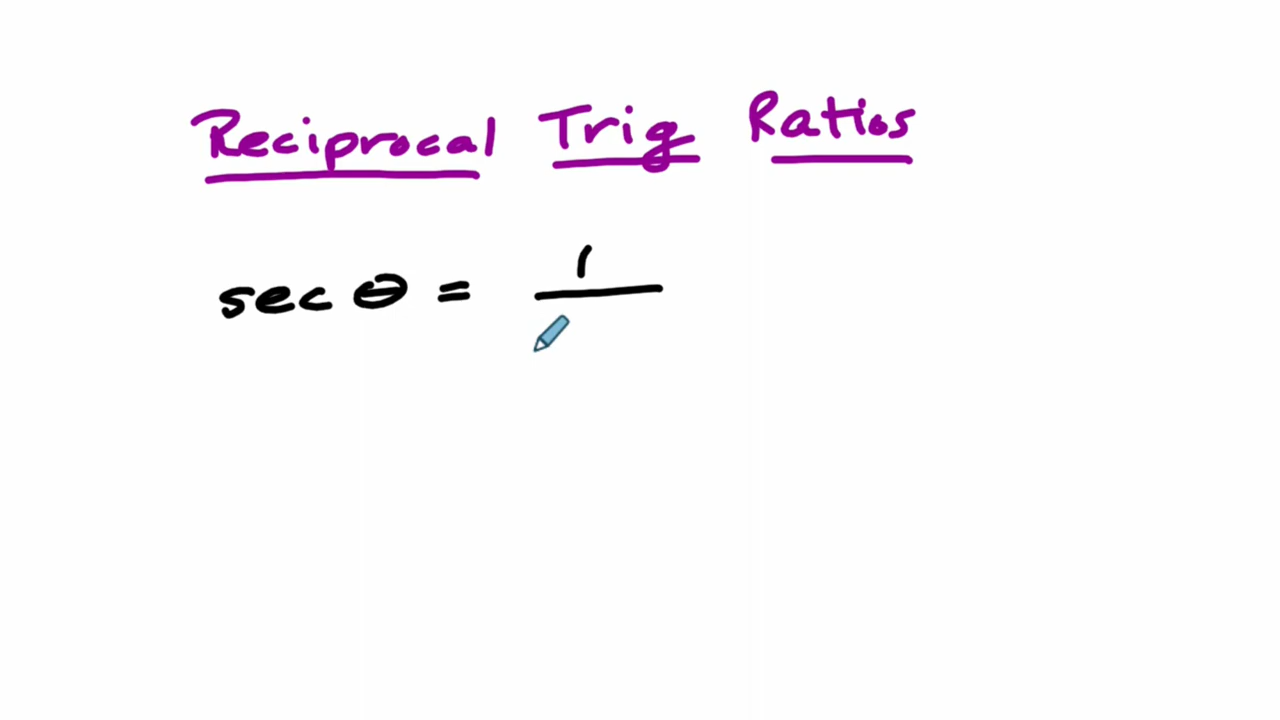 Reciprocal Trig Ratios
sec θ = 1/